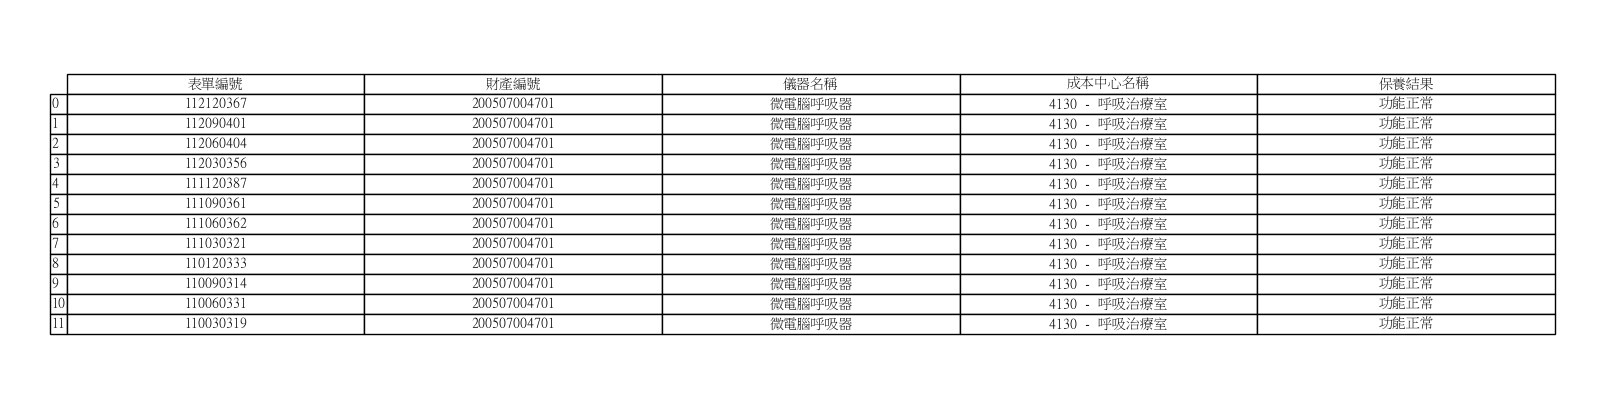 表單編號 財產編號 儀器名稱 成本中心名稱 保養結果
0 112120367 200507004701 微電腦呼吸器 4130 - 呼吸治療室 功能正常
1 112090401 200507004701 微電腦呼吸器 4130 - 呼吸治療室 功能正常
2 112060404 200507004701 微電腦呼吸器 4130 - 呼吸治療室 功能正常
3 112030356 200507004701 微電腦呼吸器 4130 - 呼吸治療室 功能正常
4 111120387 200507004701 微電腦呼吸器 4130 - 呼吸治療室 功能正常
5 111090361 200507004701 微電腦呼吸器 4130 - 呼吸治療室 功能正常
6 111060362 200507004701 微電腦呼吸器 4130 - 呼吸治療室 功能正常
7 111030321 200507004701 微電腦呼吸器 4130 - 呼吸治療室 功能正常
8 110120333 200507004701 微電腦呼吸器 4130 - 呼吸治療室 功能正常
9 110090314 200507004701 微電腦呼吸器 4130 - 呼吸治療室 功能正常
10 110060331 200507004701 微電腦呼吸器 4130 - 呼吸治療室 功能正常
11 110030319 200507004701 微電腦呼吸器 4130 - 呼吸治療室 功能正常